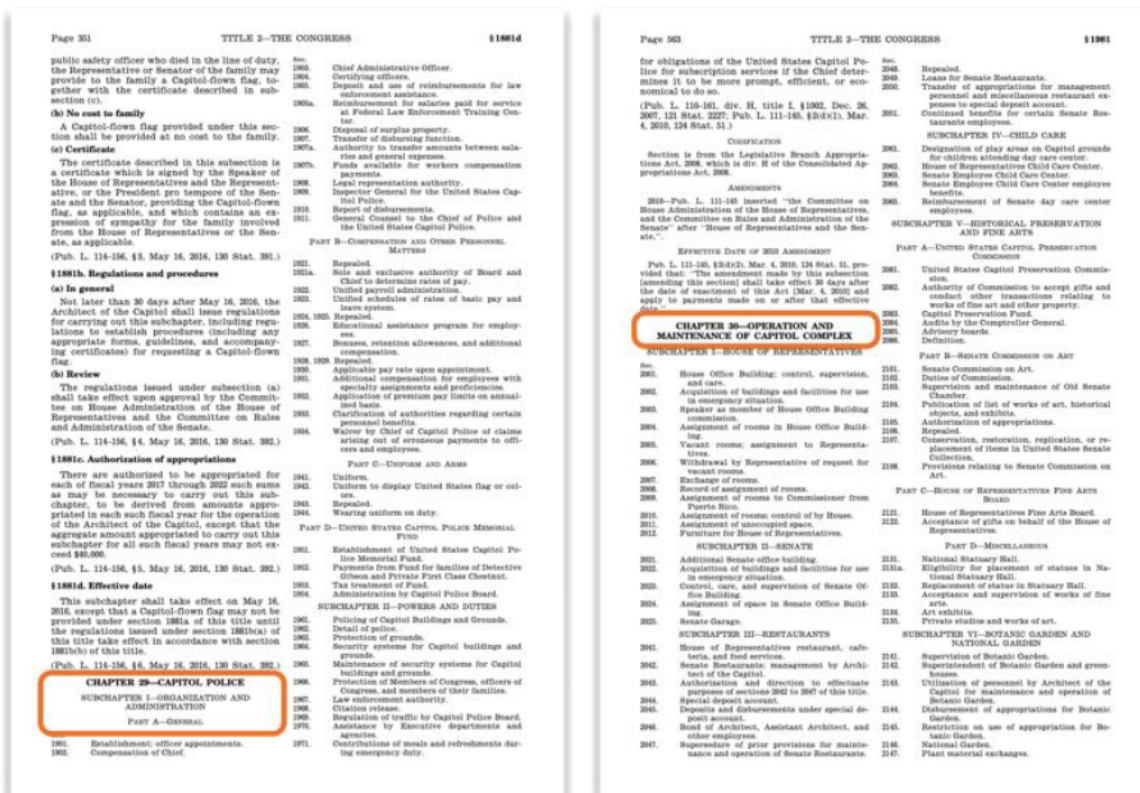 Page 351 TITLE 2—THE CONGRESS §1881d
public safety officer who died in the line of duty,
the Representative or Senator of the family may
provide to the family a Capitol-flown flag, to-
gether with the certificate described in sub-
section (c).
(b) No cost to family
A Capitol-flown flag provided under this sec-
tion shall be provided at no cost to the family.
(c) Certificate
The certificate described in this subsection is
a certificate which is signed by the Speaker of
the House of Representatives and the Represent-
ative, or the President pro tempore of the Sen-
ate and the Senator, providing the Capitol-flown
flag, as applicable, and which contains an ex-
pression of sympathy for the family involved
from the House of Representatives or the Sen-
ate, as applicable.
(Pub. L. 114-156, §3, May 16, 2016, 130 Stat. 391.)
§1881b. Regulations and procedures
(a) In general
Not later than 30 days after May 16, 2016, the
Architect of the Capitol shall issue regulations
for carrying out this subchapter, including regu-
lations to establish procedures (including any
appropriate forms, guidelines, and accompany-
ing certificates) for requesting a Capitol-flown
flag.
(b) Review
The regulations issued under subsection (a)
shall take effect upon approval by the Commit-
tee on House Administration of the House of
Representatives and the Committee on Rules
and Administration of the Senate.
(Pub. L. 114-156, §4, May 16, 2016, 130 Stat. 392.)
§1881c. Authorization of appropriations
There are authorized to be appropriated for
each of fiscal years 2017 through 2022 such sums
as may be necessary to carry out this sub-
chapter, to be derived from amounts appro-
priated in each such fiscal year for the operation
of the Architect of the Capitol, except that the
aggregate amount appropriated to carry out this
subchapter for all such fiscal years may not ex-
ceed $40,000.
(Pub. L. 114-156, §5, May 16, 2016, 130 Stat. 392.)
§1881d. Effective date
This subchapter shall take effect on May 16,
2016, except that a Capitol-flown flag may not be
provided under section 1881a of this title until
the regulations issued under section 1881b(a) of
this title take effect in accordance with section
1881b(b) of this title.
(Pub. L. 114-156, §6, May 16, 2016, 130 Stat. 392.)
CHAPTER 29—CAPITOL POLICE
SUBCHAPTER I—ORGANIZATION AND
ADMINISTRATION
PART A—GENERAL
1901. Establishment; officer appointments.
1902. Compensation of Chief.
Sec.
1903. Chief Administrative Officer.
1904. Certifying officers.
1905. Deposit and use of reimbursements for law
enforcement assistance.
1905a. Reimbursement for salaries paid for service
at Federal Law Enforcement Training Cen-
ter.
1906. Disposal of surplus property.
1907. Transfer of disbursing function.
1907a. Authority to transfer amounts between sala-
ries and general expenses.
1907b. Funds available for workers compensation
payments.
1908. Legal representation authority.
1909. Inspector General for the United States Cap-
itol Police.
1910. Report of disbursements.
1911. General Counsel to the Chief of Police and
the United States Capitol Police.
PART B—COMPENSATION AND OTHER PERSONNEL
MATTERS
1921. Repealed.
1921a. Sole and exclusive authority of Board and
Chief to determine rates of pay.
1922. Unified payroll administration.
1923. Unified schedules of rates of basic pay and
leave system.
1924, 1925. Repealed.
1926. Educational assistance program for employ-
ees.
1927. Bonuses, retention allowances, and additional
compensation.
1928, 1929. Repealed.
1930. Applicable pay rate upon appointment.
1931. Additional compensation for employees with
specialty assignments and proficiencies.
1932. Application of premium pay limits on annual-
ized basis.
1933. Clarification of authorities regarding certain
personnel benefits.
1934. Waiver by Chief of Capitol Police of claims
arising out of erroneous payments to offi-
cers and employees.
PART C—UNIFORM AND ARMS
1941. Uniform.
1942. Uniform to display United States flag or col-
ors.
1943. Repealed.
1944. Wearing uniform on duty.
PART D—UNITED STATES CAPITOL POLICE MEMORIAL
FUND
1951. Establishment of United States Capitol Po-
lice Memorial Fund.
1952. Payments from Fund for families of Detective
Gibson and Private First Class Chestnut.
1953. Tax treatment of Fund.
1954. Administration by Capitol Police Board.
SUBCHAPTER II—POWERS AND DUTIES
1961. Policing of Capitol Buildings and Grounds.
1962. Detail of police.
1963. Protection of grounds.
1964. Security systems for Capitol buildings and
grounds.
1965. Maintenance of security systems for Capitol
buildings and grounds.
1966. Protection of Members of Congress, officers of
Congress, and members of their families.
1967. Law enforcement authority.
1968. Citation release.
1969. Regulation of traffic by Capitol Police Board.
1970. Assistance by Executive departments and
agencies.
1971. Contributions of meals and refreshments dur-
ing emergency duty.
Page 563 TITLE 2—THE CONGRESS §1981
for obligations of the United States Capitol Po-
lice for subscription services if the Chief deter-
mines it to be more prompt, efficient, or eco-
nomical to do so.
(Pub. L. 110-161, div. H, title I, §1002, Dec. 26,
2007, 121 Stat. 2227; Pub. L. 111-145, §2(d)(1), Mar.
4, 2010, 124 Stat. 51.)
CODIFICATION
Section is from the Legislative Branch Appropria-
tions Act, 2008, which is div. H of the Consolidated Ap-
propriations Act, 2008.
AMENDMENTS
2010—Pub. L. 111-145 inserted "the Committee on
House Administration of the House of Representatives,
and the Committee on Rules and Administration of the
Senate" after "House of Representatives and the Sen-
ate,".
EFFECTIVE DATE OF 2010 AMENDMENT
Pub. L. 111-145, §2(d)(2), Mar. 4, 2010, 124 Stat. 51, pro-
vided that: "The amendment made by this subsection
[amending this section] shall take effect 30 days after
the date of enactment of this Act [Mar. 4, 2010] and
apply to payments made on or after that effective
date."
CHAPTER 30—OPERATION AND
MAINTENANCE OF CAPITOL COMPLEX
SUBCHAPTER I—HOUSE OF REPRESENTATIVES
Sec.
2001. House Office Building; control, supervision,
and care.
2002. Acquisition of buildings and facilities for use
in emergency situation.
2003. Speaker as member of House Office Building
commission.
2004. Assignment of rooms in House Office Build-
ing.
2005. Vacant rooms; assignment to Representa-
tives.
2006. Withdrawal by Representative of request for
vacant rooms.
2007. Exchange of rooms.
2008. Record of assignment of rooms.
2009. Assignment of rooms to Commissioner from
Puerto Rico.
2010. Assignment of rooms; control by House.
2011. Assignment of unoccupied space.
2012. Furniture for House of Representatives.
SUBCHAPTER II—SENATE
2021. Additional Senate office building.
2022. Acquisition of buildings and facilities for use
in emergency situation.
2023. Control, care, and supervision of Senate Of-
fice Building.
2024. Assignment of space in Senate Office Build-
ing.
2025. Senate Garage.
SUBCHAPTER III—RESTAURANTS
2041. House of Representatives restaurant, cafe-
teria, and food services.
2042. Senate Restaurants; management by Archi-
tect of the Capitol.
2043. Authorization and direction to effectuate
purposes of sections 2042 to 2047 of this title.
2044. Special deposit account.
2045. Deposits and disbursements under special de-
posit account.
2046. Bond of Architect, Assistant Architect, and
other employees.
2047. Supersedure of prior provisions for mainte-
nance and operation of Senate Restaurants.
Sec.
2048. Repealed.
2049. Loans for Senate Restaurants.
2050. Transfer of appropriations for management
personnel and miscellaneous restaurant ex-
penses to special deposit account.
2051. Continued benefits for certain Senate Res-
taurants employees.
SUBCHAPTER IV—CHILD CARE
2061. Designation of play areas on Capitol grounds
for children attending day care center.
2062. House of Representatives Child Care Center.
2063. Senate Employee Child Care Center.
2064. Senate Employee Child Care Center employee
benefits.
2065. Reimbursement of Senate day care center
employees.
SUBCHAPTER V—HISTORICAL PRESERVATION
AND FINE ARTS
PART A—UNITED STATES CAPITOL PRESERVATION
COMMISSION
2081. United States Capitol Preservation Commis-
sion.
2082. Authority of Commission to accept gifts and
conduct other transactions relating to
works of fine art and other property.
2083. Capitol Preservation Fund.
2084. Audits by the Comptroller General.
2085. Advisory boards.
2086. Definition.
PART B—SENATE COMMISSION ON ART
2101. Senate Commission on Art.
2102. Duties of Commission.
2103. Supervision and maintenance of Old Senate
Chamber.
2104. Publication of list of works of art, historical
objects, and exhibits.
2105. Authorization of appropriations.
2106. Repealed.
2107. Conservation, restoration, replication, or re-
placement of items in United States Senate
Collection.
2108. Provisions relating to Senate Commission on
Art.
PART C—HOUSE OF REPRESENTATIVES FINE ARTS
BOARD
2121. House of Representatives Fine Arts Board.
2122. Acceptance of gifts on behalf of the House of
Representatives.
PART D—MISCELLANEOUS
2131. National Statuary Hall.
2131a. Eligibility for placement of statues in Na-
tional Statuary Hall.
2132. Replacement of statues in Statuary Hall.
2133. Acceptance and supervision of works of fine
arts.
2134. Art exhibits.
2135. Private studios and works of art.
SUBCHAPTER VI—BOTANIC GARDEN AND
NATIONAL GARDEN
2141. Supervision of Botanic Garden.
2142. Superintendent of Botanic Garden and green-
houses.
2143. Utilization of personnel by Architect of the
Capitol for maintenance and operation of
Botanic Garden.
2144. Disbursement of appropriations for Botanic
Garden.
2145. Restriction on use of appropriation for Bo-
tanic Garden.
2146. National Garden.
2147. Plant material exchanges.